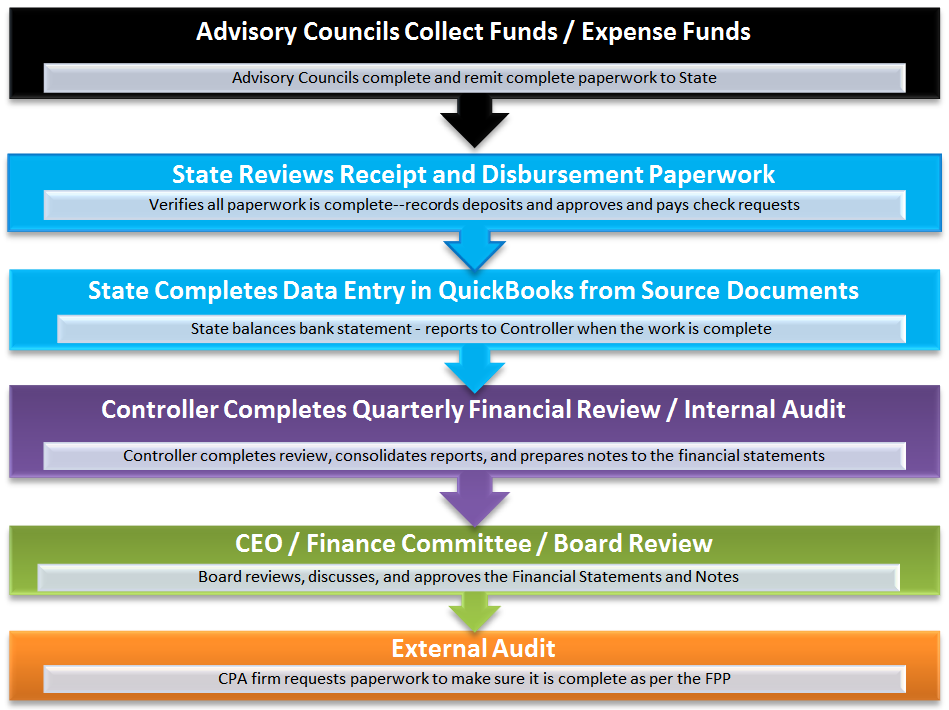 Advisory Councils Collect Funds / Expense Funds
Advisory Councils complete and remit complete paperwork to State
State Reviews Receipt and Disbursement Paperwork
Verifies all paperwork is complete--records deposits and approves and pays check requests
State Completes Data Entry in QuickBooks from Source Documents
State balances bank statement - reports to Controller when the work is complete
Controller Completes Quarterly Financial Review / Internal Audit
Controller completes review, consolidates reports, and prepares notes to the financial statements
CEO / Finance Committee / Board Review
Board reviews, discusses, and approves the Financial Statements and Notes
External Audit
CPA firm requests paperwork to make sure it is complete as per the FPP